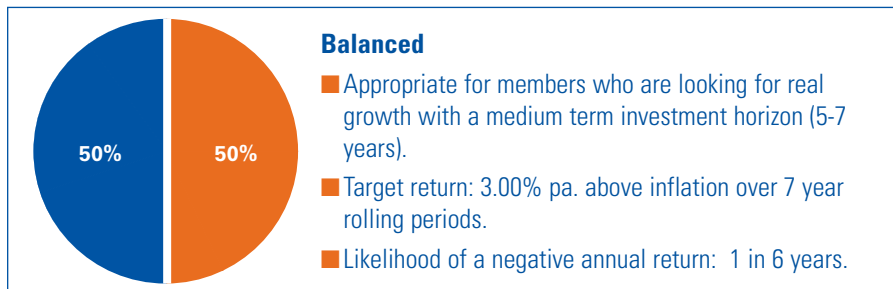 Balanced
50%
50%
Appropriate for members who are looking for real
growth with a medium term investment horizon (5-7
years).
Target return: 3.00% pa. above inflation over 7 year
rolling periods.
Likelihood of a negative annual return: 1 in 6 years.